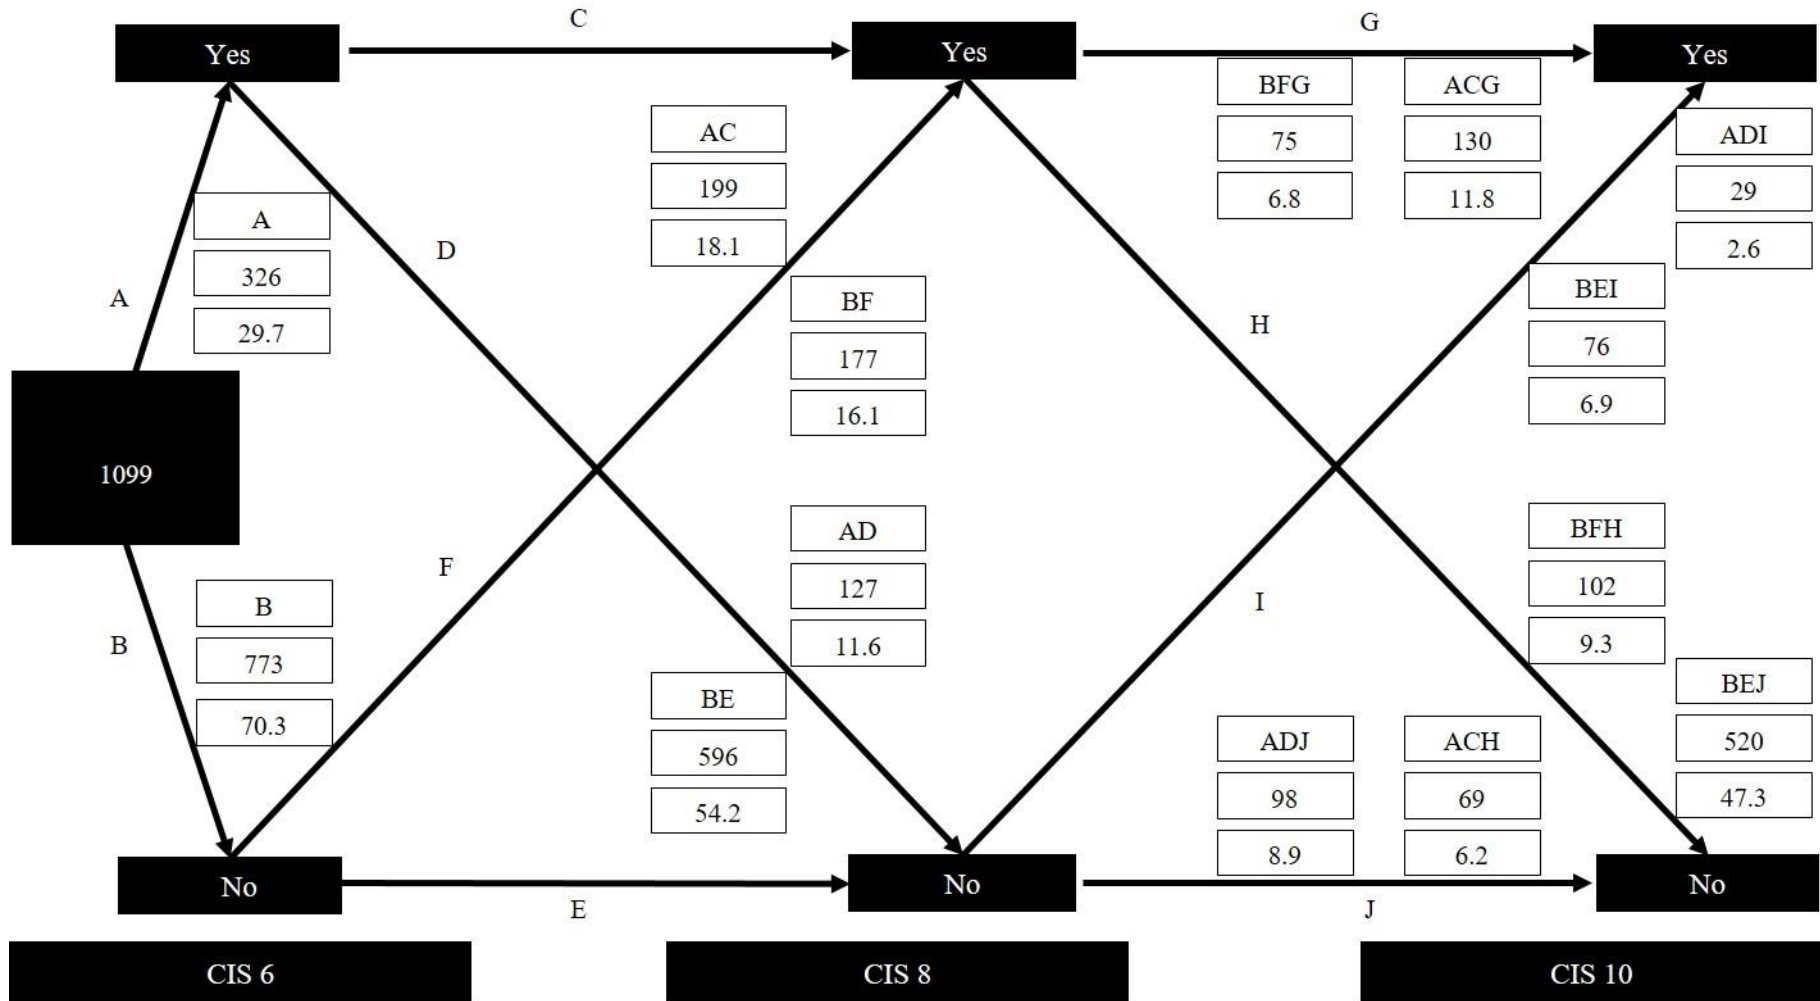 C
G
Yes
Yes
Yes
BFG
ACG
75
130
6.8
11.8
AC
199
18.1
ADI
29
2.6
A
326
29.7
D
A
BF
177
16.1
H
BEI
76
6.9
1099
AD
127
11.6
BFH
102
9.3
F
I
B
773
70.3
B
BE
596
54.2
BEJ
520
47.3
ADJ
ACH
98
69
8.9
6.2
No
No
No
E
J
CIS 6
CIS 8
CIS 10